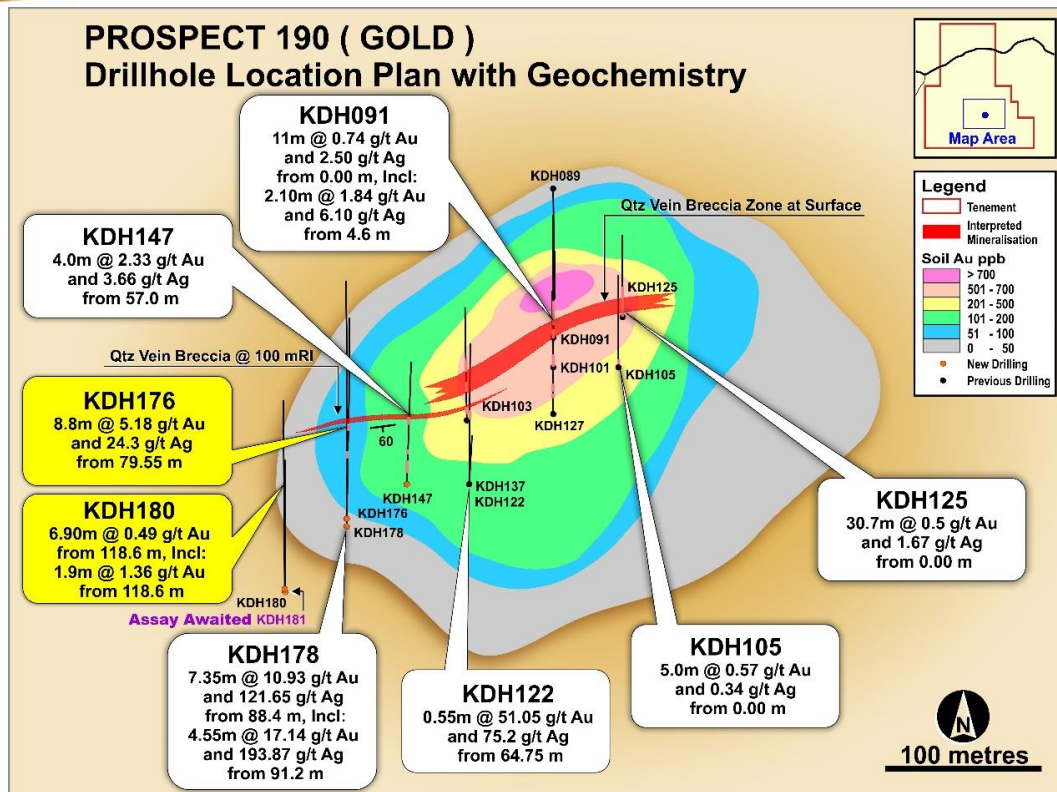 PROSPECT 190 ( GOLD )
Drillhole Location Plan with Geochemistry
Map Area
KDH091
11m @ 0.74 g/t Au
and 2.50 g/t Ag
from 0.00 m, Incl:
2.10m @ 1.84 g/t Au
and 6.10 g/t Ag
from 4.6 m
KDH089
Qtz Vein Breccia Zone at Surface
Legend
Tenement
Interpreted
Mineralisation
Soil Au ppb
> 700
501 - 700
201 - 500
101 - 200
51 - 100
0 - 50
New Drilling
Previous Drilling
KDH147
4.0m @ 2.33 g/t Au
and 3.66 g/t Ag
from 57.0 m
KDH125
KDH091
KDH101
KDH105
KDH103
KDH127
Qtz Vein Breccia @ 100 mRl
60
KDH176
8.8m @ 5.18 g/t Au
and 24.3 g/t Ag
from 79.55 m
KDH147
KDH137
KDH122
KDH176
KDH178
KDH180
6.90m @ 0.49 g/t Au
from 118.6 m, Incl:
1.9m @ 1.36 g/t Au
from 118.6 m
KDH180
Assay Awaited KDH181
KDH125
30.7m @ 0.5 g/t Au
and 1.67 g/t Ag
from 0.00 m
KDH178
7.35m @ 10.93 g/t Au
and 121.65 g/t Ag
from 88.4 m, Incl:
4.55m @ 17.14 g/t Au
and 193.87 g/t Ag
from 91.2 m
KDH122
0.55m @ 51.05 g/t Au
and 75.2 g/t Ag
from 64.75 m
KDH105
5.0m @ 0.57 g/t Au
and 0.34 g/t Ag
from 0.00 m
N
100 metres